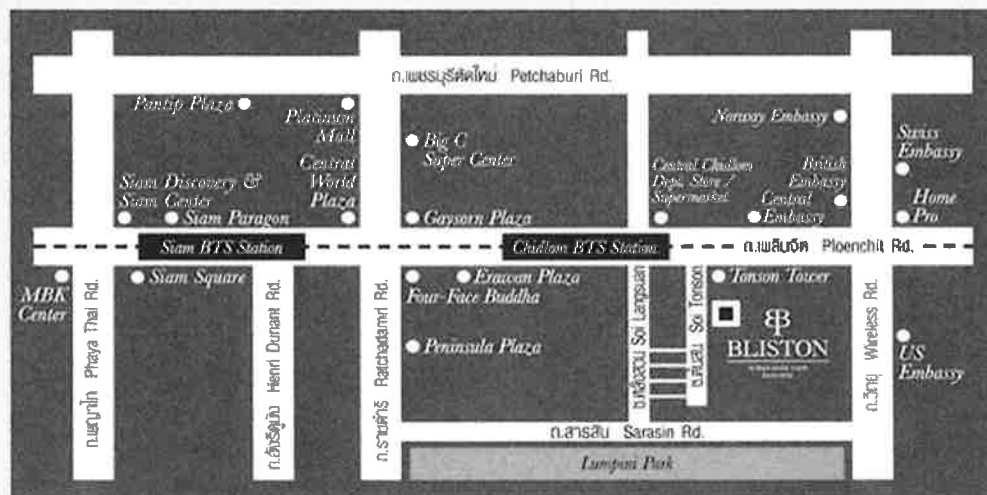 ถ.เพชรบุรีตัดใหม่ Petchaburi Rd.
Pantip Plaza
Platinum
Mall
Central
World
Plaza
Siam Discovery &
Siam Center
Siam Paragon
Big C
Super Center
Gaysorn Plaza
Central Chidlom
Dept. Store /
Supermarket
Norway Embassy
British
Embassy
Central
Embassy
Swiss
Embassy
Home
Pro
Siam BTS Station
Chidlom BTS Station
ถ.เพลินจิต Ploenchit Rd.
MBK
Center
Siam Square
Erawan Plaza
Four-Face Buddha
Peninsula Plaza
Tonson Tower
BLISTON
US
Embassy
ถ.พญาไท Phaya Thai Rd.
ถ.อังรีดูนังต์ Henri Dunant Rd.
ถ.ราชดำริ Ratchadamri Rd.
ซ.หลังสวน Soi Langsuan
ซ.ต้นสน Soi Tonson
ถ.วิทยุ Wireless Rd.
ถ.สารสิน Sarasin Rd.
Lumpini Park